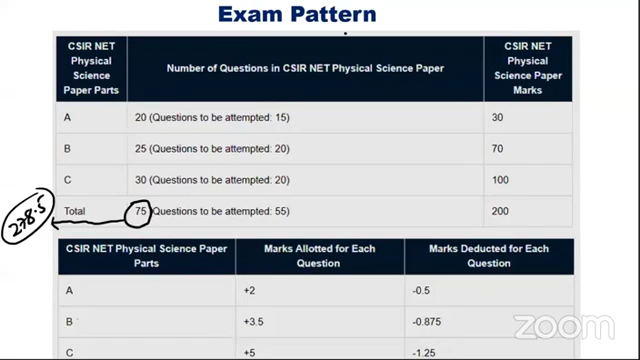 Exam Pattern
CSIR NET Physical Science Paper Parts
Number of Questions in CSIR NET Physical Science Paper
CSIR NET Physical Science Paper Marks
A
20 (Questions to be attempted: 15)
30
B
25 (Questions to be attempted: 20)
70
C
30 (Questions to be attempted: 20)
100
278.5
Total
75 (Questions to be attempted: 55)
200
CSIR NET Physical Science Paper Parts
Marks Allotted for Each Question
Marks Deducted for Each Question
A
+2
-0.5
B
+3.5
-0.875
C
+5
-1.25
zoom